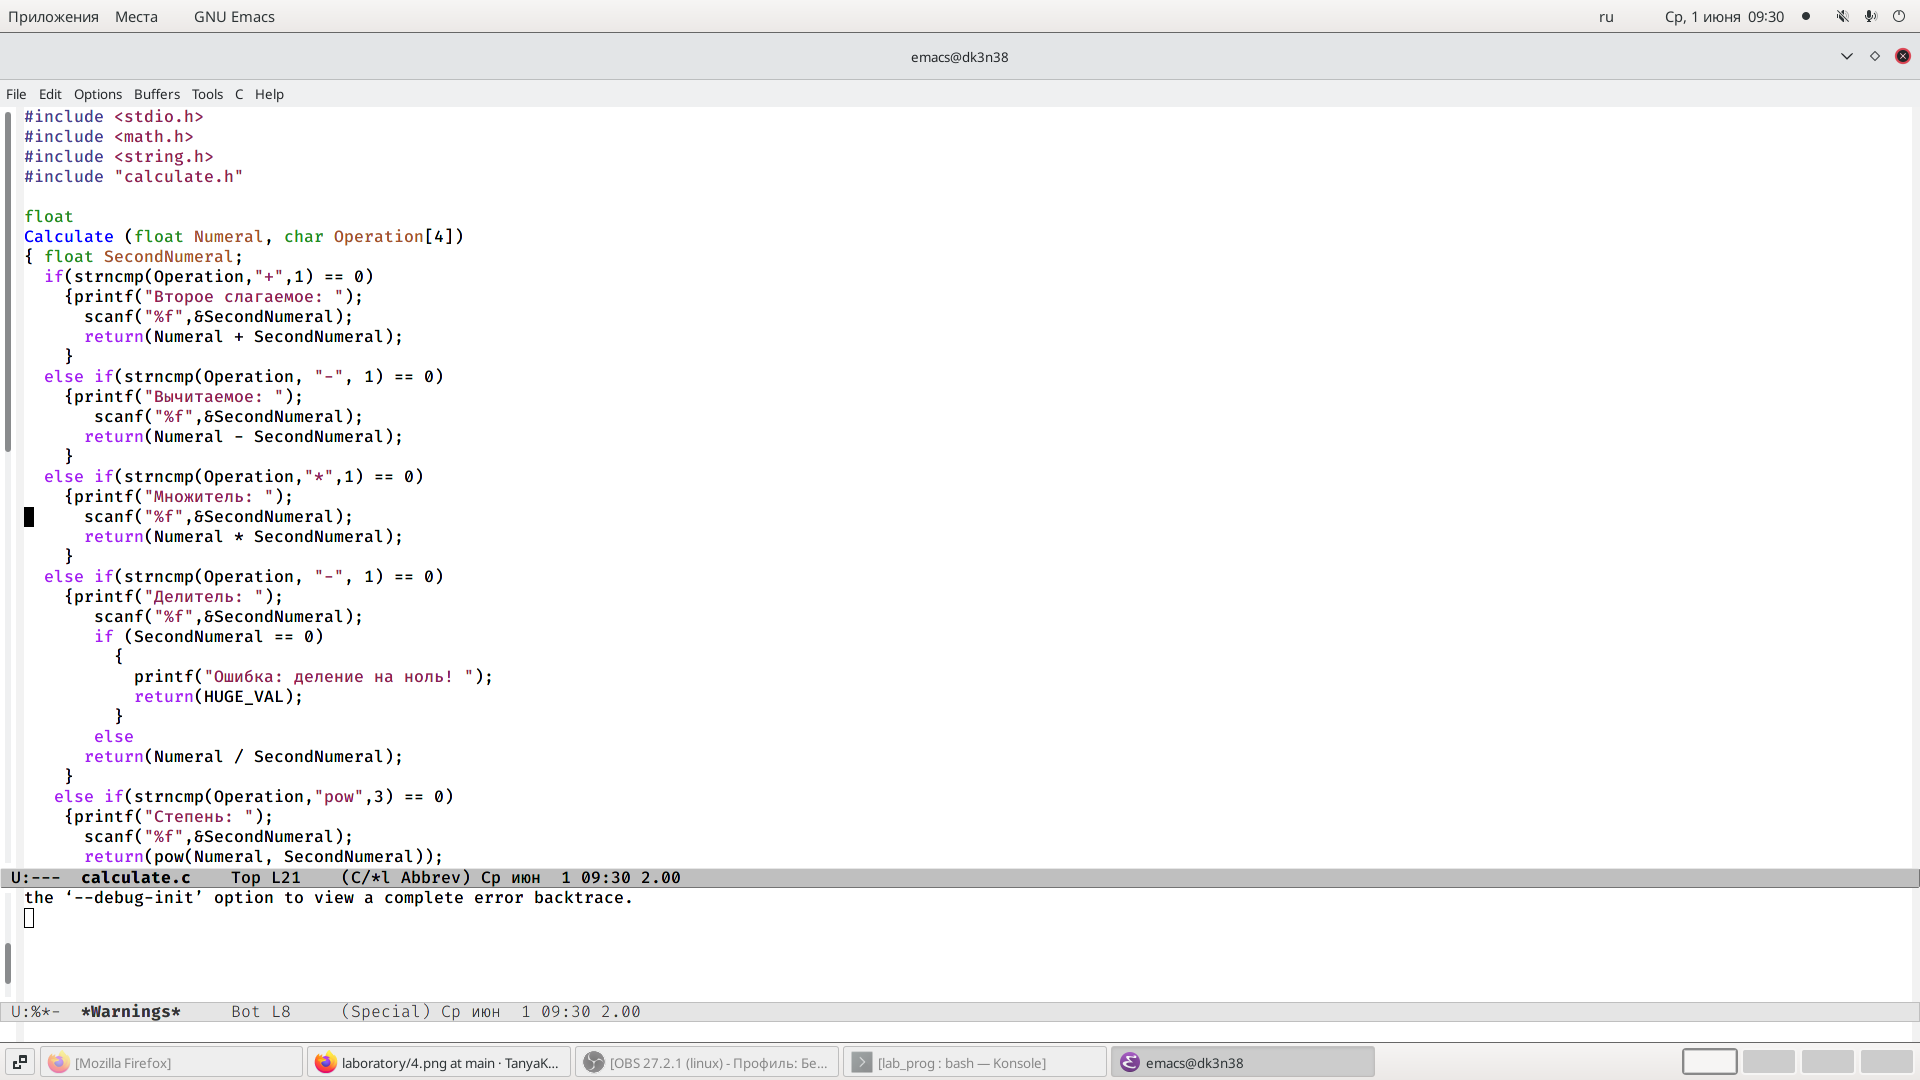 Приложения Места GNU Emacs ru Ср, 1 июня 09:30
emacs@dk3n38
File Edit Options Buffers Tools C Help
#include <stdio.h>
#include <math.h>
#include <string.h>
#include "calculate.h"
float
Calculate (float Numeral, char Operation[4])
{ float SecondNumeral;
if(strncmp(Operation,"+",1) == 0)
{printf("Второе слагаемое: ");
scanf("%f",&SecondNumeral);
return(Numeral + SecondNumeral);
}
else if(strncmp(Operation, "-", 1) == 0)
{printf("Вычитаемое: ");
scanf("%f",&SecondNumeral);
return(Numeral - SecondNumeral);
}
else if(strncmp(Operation,"*",1) == 0)
{printf("Множитель: ");
scanf("%f",&SecondNumeral);
return(Numeral * SecondNumeral);
}
else if(strncmp(Operation, "-", 1) == 0)
{printf("Делитель: ");
scanf("%f",&SecondNumeral);
if (SecondNumeral == 0)
{
printf("Ошибка: деление на ноль! ");
return(HUGE_VAL);
}
else
return(Numeral / SecondNumeral);
}
else if(strncmp(Operation,"pow",3) == 0)
{printf("Степень: ");
scanf("%f",&SecondNumeral);
return(pow(Numeral, SecondNumeral));
U:--- calculate.c Top L21 (C/*l Abbrev) Ср июн 1 09:30 2.00
the ‘--debug-init’ option to view a complete error backtrace.
U:%*- *Warnings* Bot L8 (Special) Ср июн 1 09:30 2.00
[Mozilla Firefox] laboratory/4.png at main · TanyaK... [OBS 27.2.1 (linux) - Профиль: Бе... [lab_prog : bash — Konsole] emacs@dk3n38